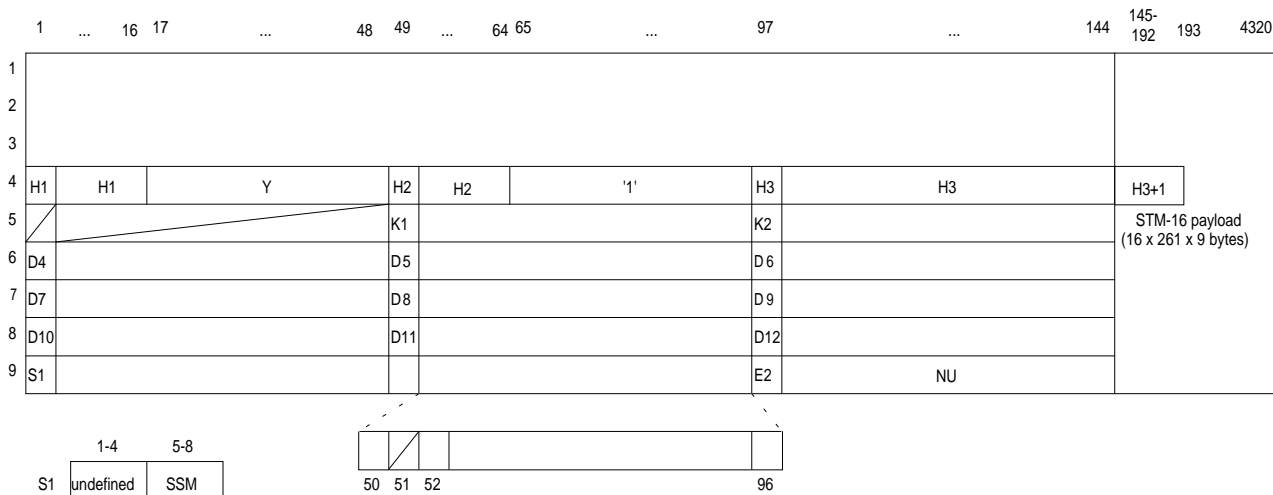 1 ... 16 17 ... 48 49 ... 64 65 ... 97 ... 144 145-192 193 4320
1
2
3
4 H1 H1 Y H2 H2 '1' H3 H3 H3+1
5 K1 K2 STM-16 payload
(16 x 261 x 9 bytes)
6 D4 D5 D6
7 D7 D8 D9
8 D10 D11 D12
9 S1 E2 NU
1-4 5-8
S1 undefined SSM 50 51 52 96